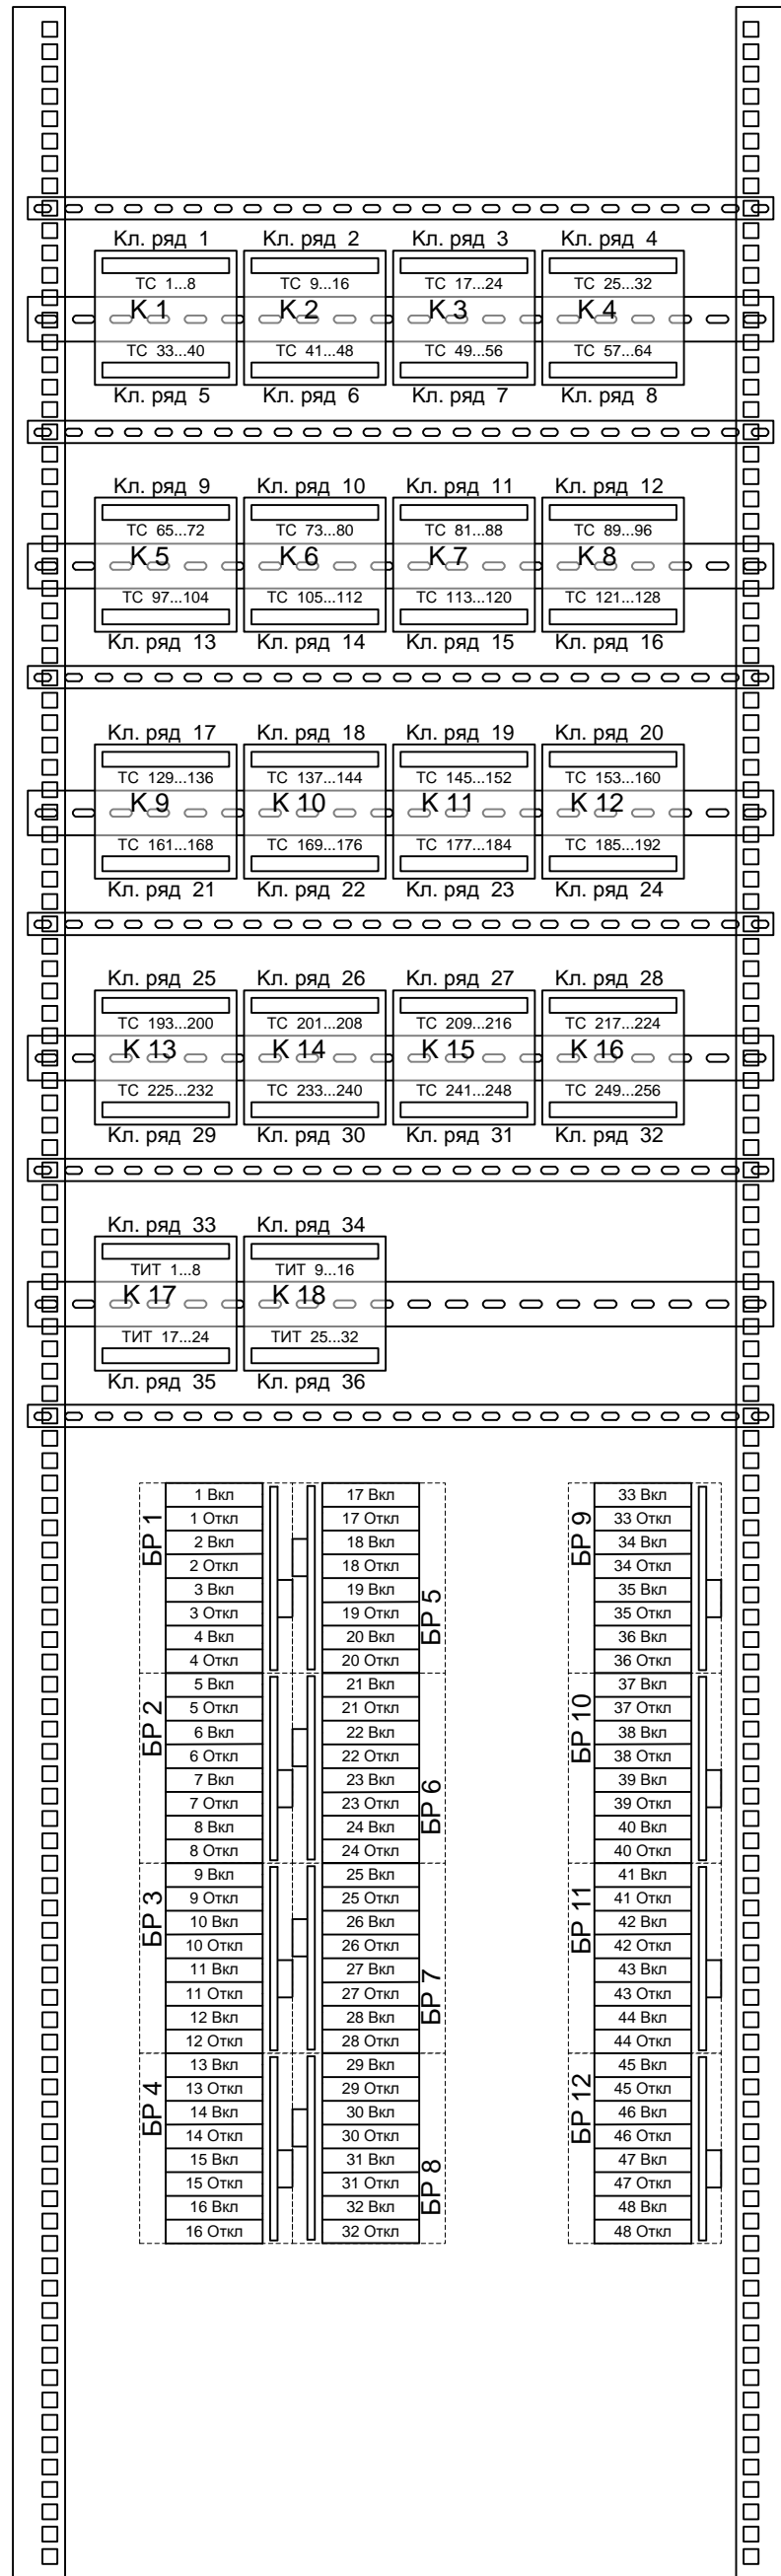 Кл. ряд 1 Кл. ряд 2 Кл. ряд 3 Кл. ряд 4
ТС 1...8 ТС 9...16 ТС 17...24 ТС 25...32
К 1 К 2 К 3 К 4
ТС 33...40 ТС 41...48 ТС 49...56 ТС 57...64
Кл. ряд 5 Кл. ряд 6 Кл. ряд 7 Кл. ряд 8
Кл. ряд 9 Кл. ряд 10 Кл. ряд 11 Кл. ряд 12
ТС 65...72 ТС 73...80 ТС 81...88 ТС 89...96
К 5 К 6 К 7 К 8
ТС 97...104 ТС 105...112 ТС 113...120 ТС 121...128
Кл. ряд 13 Кл. ряд 14 Кл. ряд 15 Кл. ряд 16
Кл. ряд 17 Кл. ряд 18 Кл. ряд 19 Кл. ряд 20
ТС 129...136 ТС 137...144 ТС 145...152 ТС 153...160
К 9 К 10 К 11 К 12
ТС 161...168 ТС 169...176 ТС 177...184 ТС 185...192
Кл. ряд 21 Кл. ряд 22 Кл. ряд 23 Кл. ряд 24
Кл. ряд 25 Кл. ряд 26 Кл. ряд 27 Кл. ряд 28
ТС 193...200 ТС 201...208 ТС 209...216 ТС 217...224
К 13 К 14 К 15 К 16
ТС 225...232 ТС 233...240 ТС 241...248 ТС 249...256
Кл. ряд 29 Кл. ряд 30 Кл. ряд 31 Кл. ряд 32
Кл. ряд 33 Кл. ряд 34
ТИТ 1...8 ТИТ 9...16
К 17 К 18
ТИТ 17...24 ТИТ 25...32
Кл. ряд 35 Кл. ряд 36
БР 1
1 Вкл
1 Откл
2 Вкл
2 Откл
3 Вкл
3 Откл
4 Вкл
4 Откл
БР 2
5 Вкл
5 Откл
6 Вкл
6 Откл
7 Вкл
7 Откл
8 Вкл
8 Откл
БР 3
9 Вкл
9 Откл
10 Вкл
10 Откл
11 Вкл
11 Откл
12 Вкл
12 Откл
БР 4
13 Вкл
13 Откл
14 Вкл
14 Откл
15 Вкл
15 Откл
16 Вкл
16 Откл
17 Вкл
17 Откл
18 Вкл
18 Откл
19 Вкл
19 Откл
20 Вкл
20 Откл
БР 5
21 Вкл
21 Откл
22 Вкл
22 Откл
23 Вкл
23 Откл
24 Вкл
24 Откл
БР 6
25 Вкл
25 Откл
26 Вкл
26 Откл
27 Вкл
27 Откл
28 Вкл
28 Откл
БР 7
29 Вкл
29 Откл
30 Вкл
30 Откл
31 Вкл
31 Откл
32 Вкл
32 Откл
БР 8
БР 9
33 Вкл
33 Откл
34 Вкл
34 Откл
35 Вкл
35 Откл
36 Вкл
36 Откл
БР 10
37 Вкл
37 Откл
38 Вкл
38 Откл
39 Вкл
39 Откл
40 Вкл
40 Откл
БР 11
41 Вкл
41 Откл
42 Вкл
42 Откл
43 Вкл
43 Откл
44 Вкл
44 Откл
БР 12
45 Вкл
45 Откл
46 Вкл
46 Откл
47 Вкл
47 Откл
48 Вкл
48 Откл